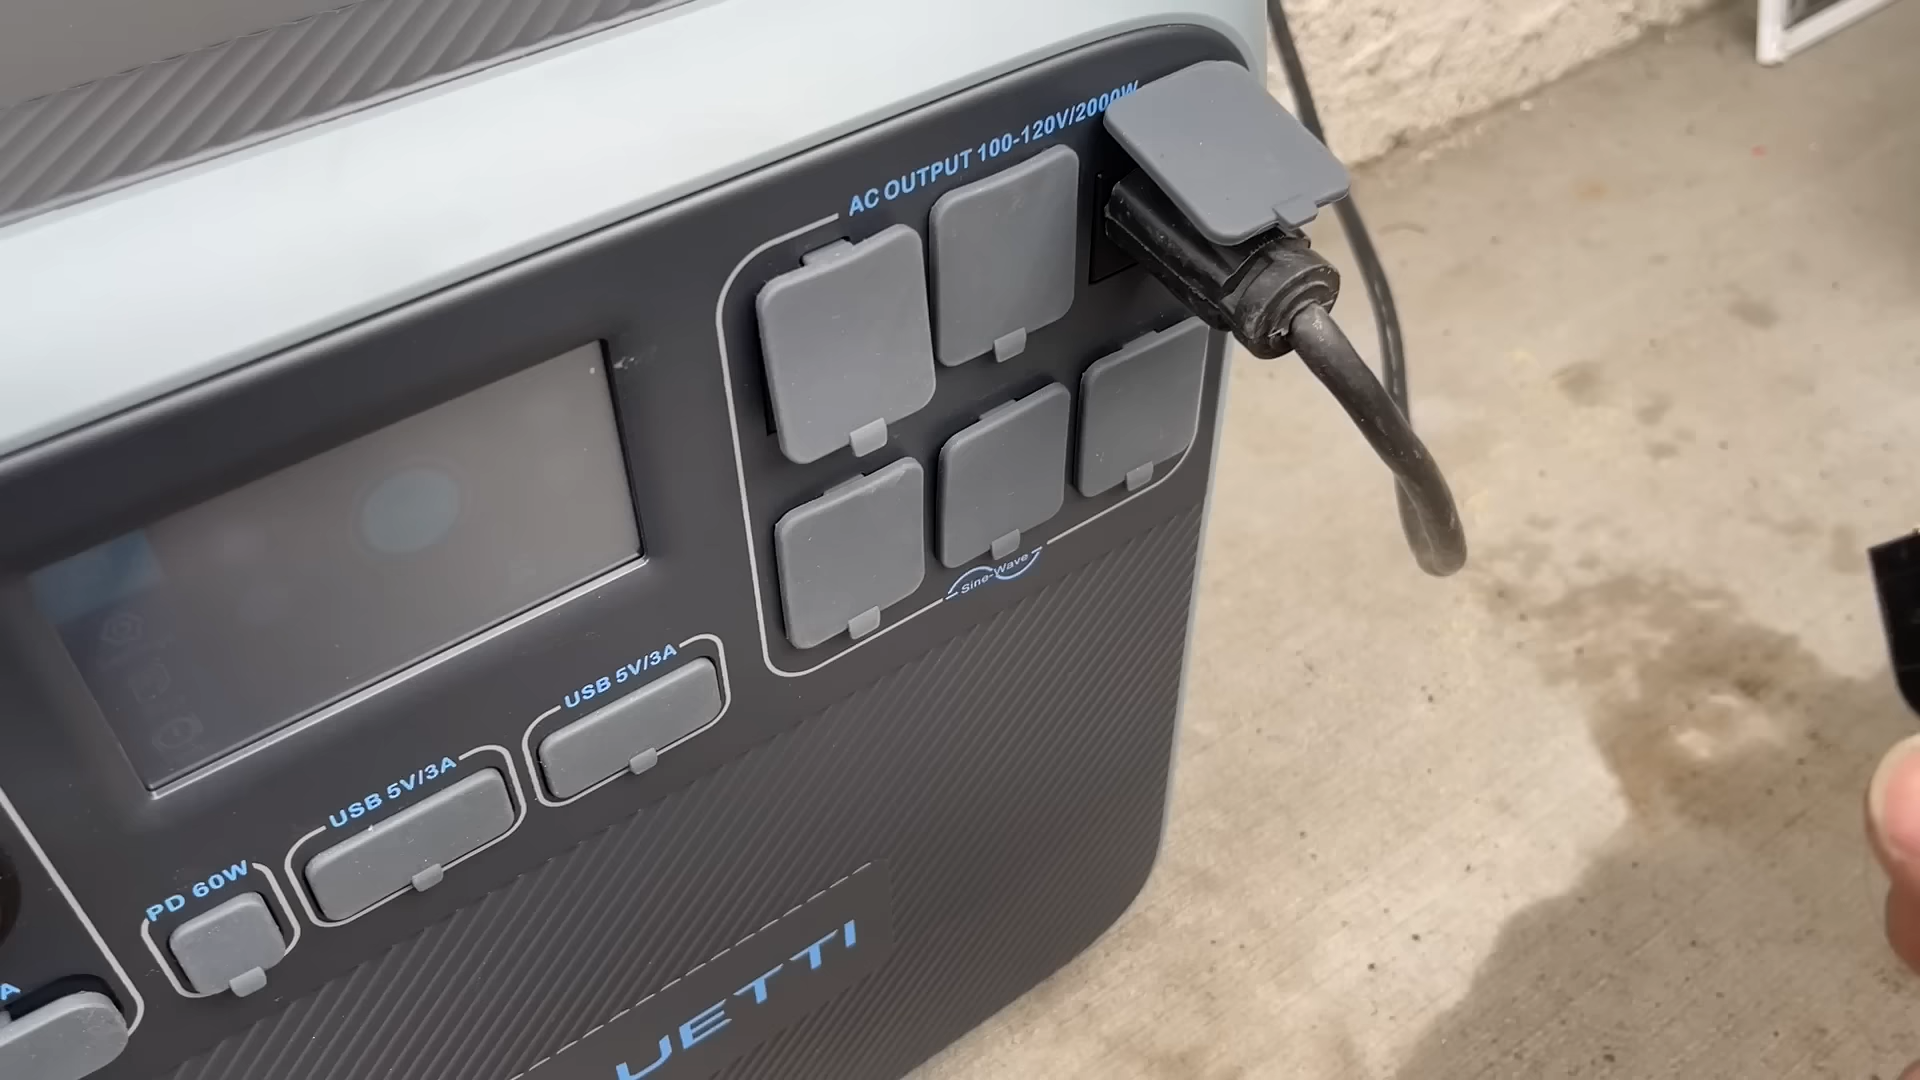 AC OUTPUT 100-120V/2000W
Sine-Wave
USB 5V/3A
USB 5V/3A
PD 60W
A
UETTI